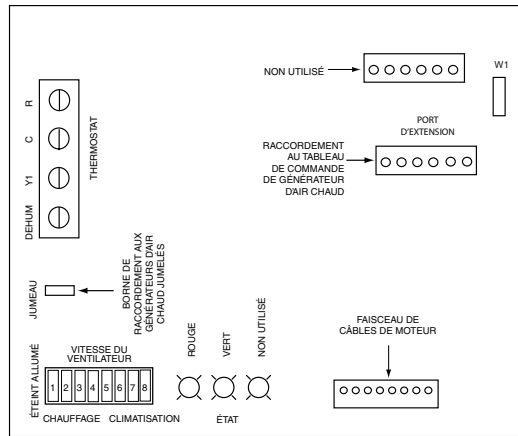 NON UTILISÉ
W1
PORT
D'EXTENSION
RACCORDEMENT
AU TABLEAU
DE COMMANDE
DE GÉNÉRATEUR
D'AIR CHAUD
R
C
Y1
DEHUM
THERMOSTAT
JUMEAU
BORNE DE
RACCORDEMENT AUX
GÉNÉRATEURS D'AIR
CHAUD JUMELÉS
FAISCEAU DE
CÂBLES DE MOTEUR
ROUGE
VERT
NON UTILISÉ
VITESSE DU
VENTILATEUR
ÉTEINT ALLUMÉ
1 2 3 4 5 6 7 8
CHAUFFAGE CLIMATISATION
ÉTAT